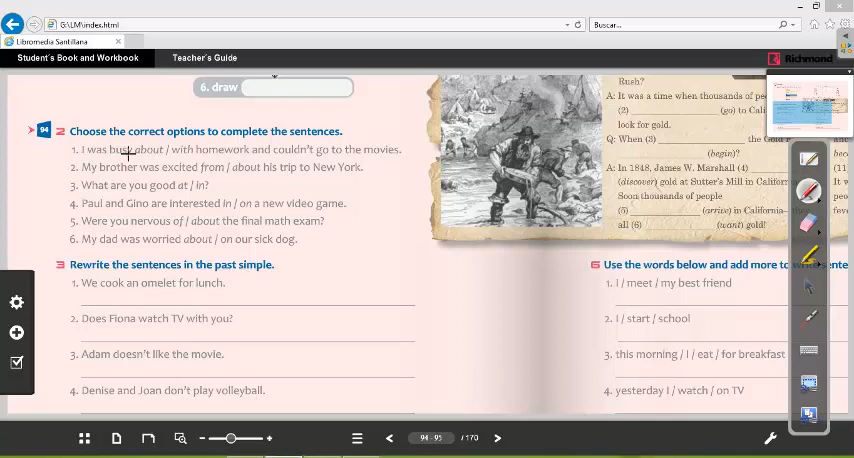 G:\LM\index.html
Buscar...
Libromedia Santillana
Student's Book and Workbook
Teacher's Guide
Richmond
6. draw
94
2 Choose the correct options to complete the sentences.
1. I was busy about / with homework and couldn't go to the movies.
2. My brother was excited from / about his trip to New York.
3. What are you good at / in?
4. Paul and Gino are interested in / on a new video game.
5. Were you nervous of / about the final math exam?
6. My dad was worried about / on our sick dog.
3 Rewrite the sentences in the past simple.
1. We cook an omelet for lunch.
2. Does Fiona watch TV with you?
3. Adam doesn't like the movie.
4. Denise and Joan don't play volleyball.
Rush?
A: It was a time when thousands of
(2) (go) to
look for gold.
Q: When (3) the Gold
(begin)?
A: In 1848, James W. Marshall (4)
(discover) gold at Sutter's Mill in
Soon thousands of people
(5) (arrive) in California
all (6) (want) gold!
bec
(11)
peo
feve
6 Use the words below and add more to
1. I / meet / my best friend
2. I / start / school
3. this morning / I / eat / for breakfast
4. yesterday I / watch / on TV
94 - 95 / 170